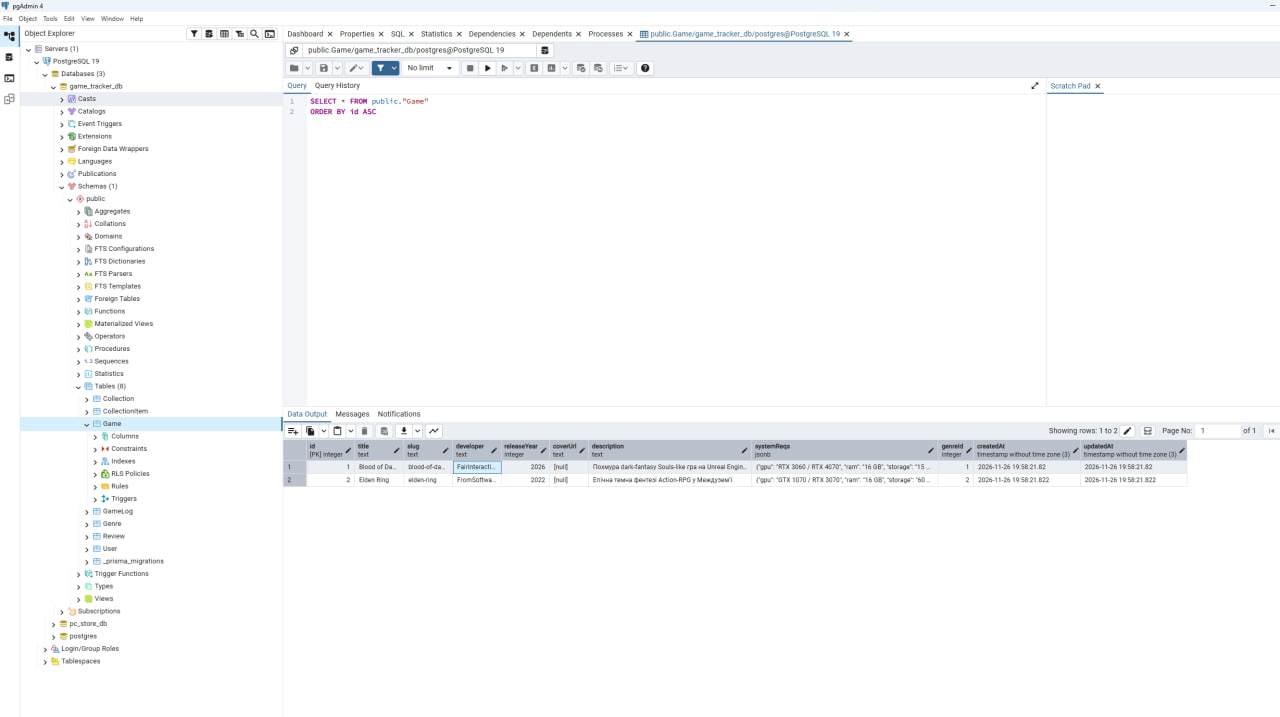 pgAdmin 4
File Object Tools Edit View Window Help
Object Explorer
Servers (1)
PostgreSQL 19
Databases (3)
game_tracker_db
Casts
Catalogs
Event Triggers
Extensions
Foreign Data Wrappers
Languages
Publications
Schemas (1)
public
Aggregates
Collations
Domains
FTS Configurations
FTS Dictionaries
FTS Parsers
FTS Templates
Foreign Tables
Functions
Materialized Views
Operators
Procedures
Sequences
Statistics
Tables (8)
Collection
CollectionItem
Game
Columns
Constraints
Indexes
RLS Policies
Rules
Triggers
GameLog
Genre
Review
User
_prisma_migrations
Trigger Functions
Types
Views
Subscriptions
pc_store_db
postgres
Login/Group Roles
Tablespaces
Dashboard Properties SQL Statistics Dependencies Dependents Processes public.Game/game_tracker_db/postgres@PostgreSQL 19
public.Game/game_tracker_db/postgres@PostgreSQL 19
No limit
Query Query History
Scratch Pad
1 SELECT * FROM public."Game"
2 ORDER BY id ASC
Data Output Messages Notifications
Showing rows: 1 to 2 Page No: 1 of 1
id title slug developer releaseYear coverUrl description systemReqs genreId createdAt updatedAt
[PK] integer text text text integer text text jsonb integer timestamp without time zone (3) timestamp without time zone (3)
1 1 Blood of Da... blood-of-da... FairInteracti... 2026 [null] Похмура dark-fantasy Souls-like гра на Unreal Engin... {"gpu": "RTX 3060 / RTX 4070", "ram": "16 GB", "storage": "15 ... 1 2026-11-26 19:58:21.82 2026-11-26 19:58:21.82
2 2 Elden Ring elden-ring FromSoftwa... 2022 [null] Епічна темна фентезі Action-RPG у Междузем'ї {"gpu": "GTX 1070 / RTX 3070", "ram": "16 GB", "storage": "60 ... 2 2026-11-26 19:58:21.822 2026-11-26 19:58:21.822